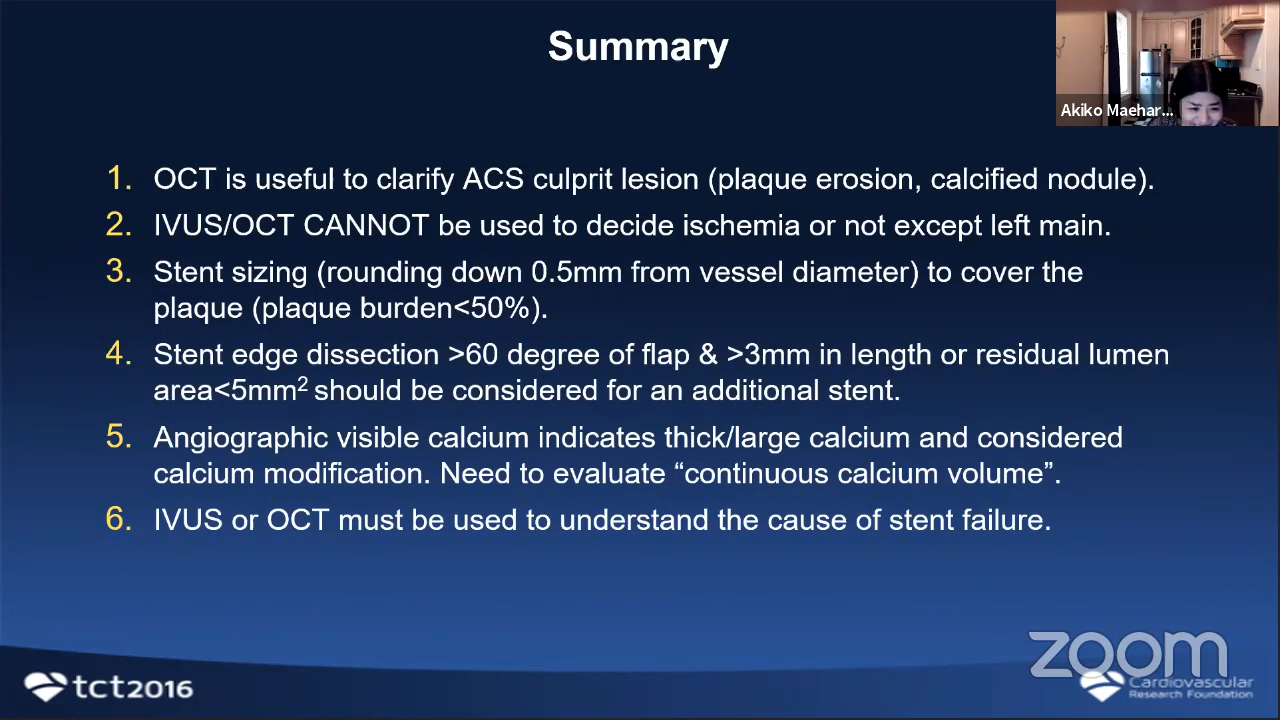 Summary
Akiko Maehar...
1. OCT is useful to clarify ACS culprit lesion (plaque erosion, calcified nodule).
2. IVUS/OCT CANNOT be used to decide ischemia or not except left main.
3. Stent sizing (rounding down 0.5mm from vessel diameter) to cover the
plaque (plaque burden<50%).
4. Stent edge dissection >60 degree of flap & >3mm in length or residual lumen
area<5mm² should be considered for an additional stent.
5. Angiographic visible calcium indicates thick/large calcium and considered
calcium modification. Need to evaluate “continuous calcium volume”.
6. IVUS or OCT must be used to understand the cause of stent failure.
zoom
tct2016
Cardiovascular
Research Foundation